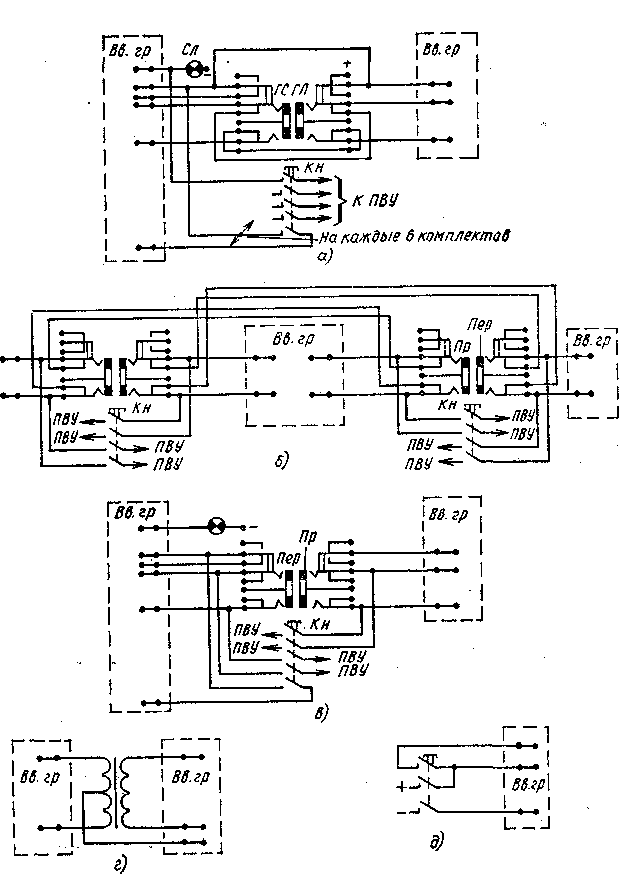 Вв. гр
Сл
Вв. гр
–
+
ГС ГЛ
Кн
К ПВУ
На каждые 6 комплектов
а)
Вв. гр
Пр
Пер
Вв. гр
Кн
Кн
ПВУ
ПВУ
ПВУ
ПВУ
ПВУ
ПВУ
ПВУ
ПВУ
б)
Вв. гр
–
Вв. гр
Пер
Пр
Кн
ПВУ
ПВУ
ПВУ
ПВУ
в)
Вв. гр
Вв. гр
г)
+
–
Вв. гр
д)